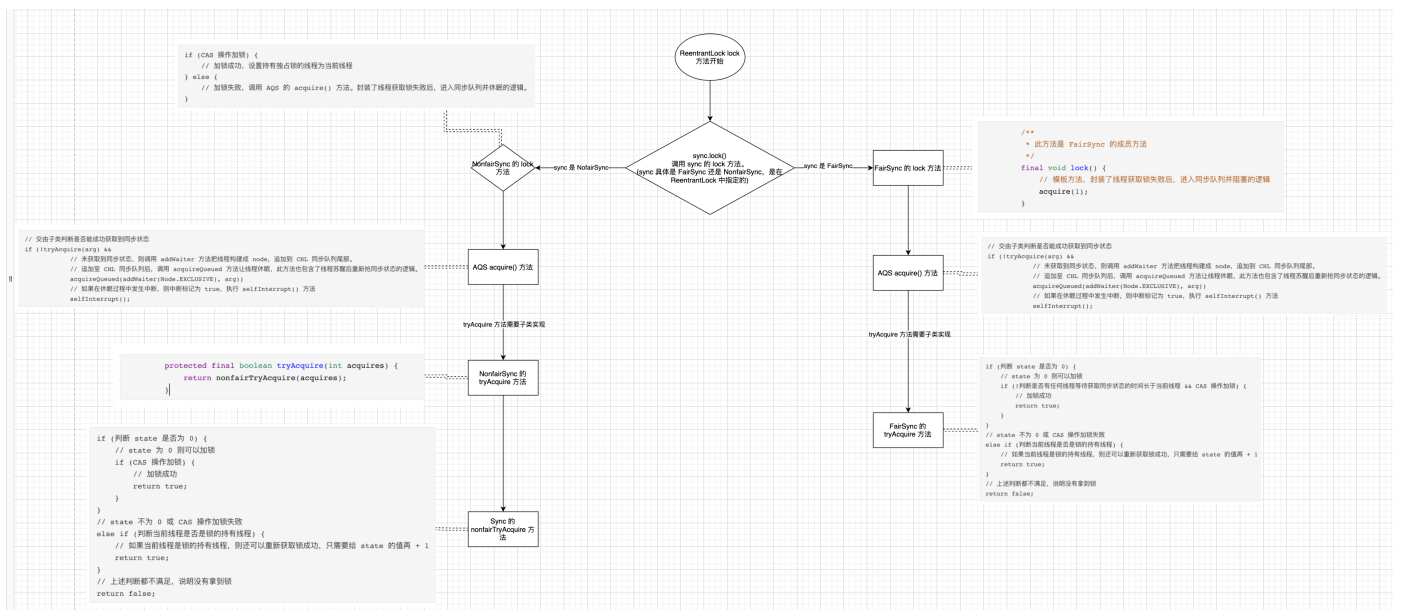 ReentrantLock lock
方法开始
if (CAS 操作加锁) {
// 加锁成功，设置持有独占锁的线程为当前线程
} else {
// 加锁失败，调用 AQS 的 acquire() 方法。封装了线程获取锁失败后，进入同步队列并休眠的逻辑。
}
sync.lock()
调用 sync 的 lock 方法。
(sync 具体是 FairSync 还是 NonfairSync，是在
ReentrantLock 中指定的)
sync 是 NofairSync
NonfairSync 的 lock
方法
sync 是 FairSync
FairSync 的 lock 方法
/**
* 此方法是 FairSync 的成员方法
*/
final void lock() {
// 模板方法，封装了线程获取锁失败后，进入同步队列并阻塞的逻辑
acquire(1);
}
// 交由子类判断是否能成功获取到同步状态
if (!tryAcquire(arg) &&
// 未获取到同步状态，则调用 addWaiter 方法把线程构建成 node，追加到 CHL 同步队列尾部。
// 追加至 CHL 同步队列后，调用 acquireQueued 方法让线程休眠，此方法也包含了线程苏醒后重新抢同步状态的逻辑。
acquireQueued(addWaiter(Node.EXCLUSIVE), arg))
// 如果在休眠过程中发生中断，则中断标记为 true，执行 selfInterrupt() 方法
selfInterrupt();
AQS acquire() 方法
AQS acquire() 方法
// 交由子类判断是否能成功获取到同步状态
if (!tryAcquire(arg) &&
// 未获取到同步状态，则调用 addWaiter 方法把线程构建成 node，追加到 CHL 同步队列尾部。
// 追加至 CHL 同步队列后，调用 acquireQueued 方法让线程休眠，此方法也包含了线程苏醒后重新抢同步状态的逻辑。
acquireQueued(addWaiter(Node.EXCLUSIVE), arg))
// 如果在休眠过程中发生中断，则中断标记为 true，执行 selfInterrupt() 方法
selfInterrupt();
tryAcquire 方法需要子类实现
tryAcquire 方法需要子类实现
protected final boolean tryAcquire(int acquires) {
return nonfairTryAcquire(acquires);
}
NonfairSync 的
tryAcquire 方法
FairSync 的
tryAcquire 方法
if (判断 state 是否为 0) {
// state 为 0 则可以加锁
if (!判断是否有任何线程等待获取同步状态的时间长于当前线程 && CAS 操作加锁) {
// 加锁成功
return true;
}
}
// state 不为 0 或 CAS 操作加锁失败
else if (判断当前线程是否是锁的持有线程) {
// 如果当前线程是锁的持有线程，则还可以重新获取锁成功，只需要给 state 的值再 + 1
return true;
}
// 上述判断都不满足，说明没有拿到锁
return false;
if (判断 state 是否为 0) {
// state 为 0 则可以加锁
if (CAS 操作加锁) {
// 加锁成功
return true;
}
}
// state 不为 0 或 CAS 操作加锁失败
else if (判断当前线程是否是锁的持有线程) {
// 如果当前线程是锁的持有线程，则还可以重新获取锁成功，只需要给 state 的值再 + 1
return true;
}
// 上述判断都不满足，说明没有拿到锁
return false;
Sync 的
nonfairTryAcquire 方
法